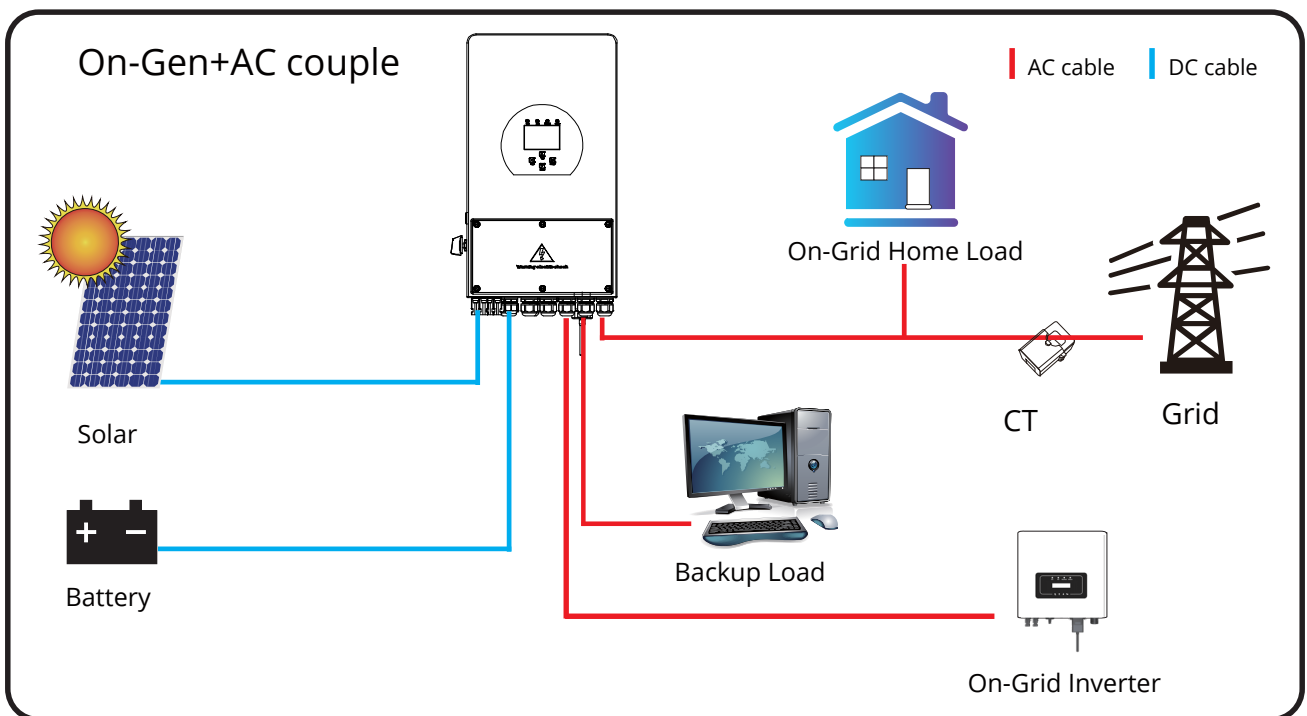 On-Gen+AC couple
AC cable
DC cable
On-Grid Home Load
Solar
CT
Grid
Battery
+ −
Backup Load
On-Grid Inverter